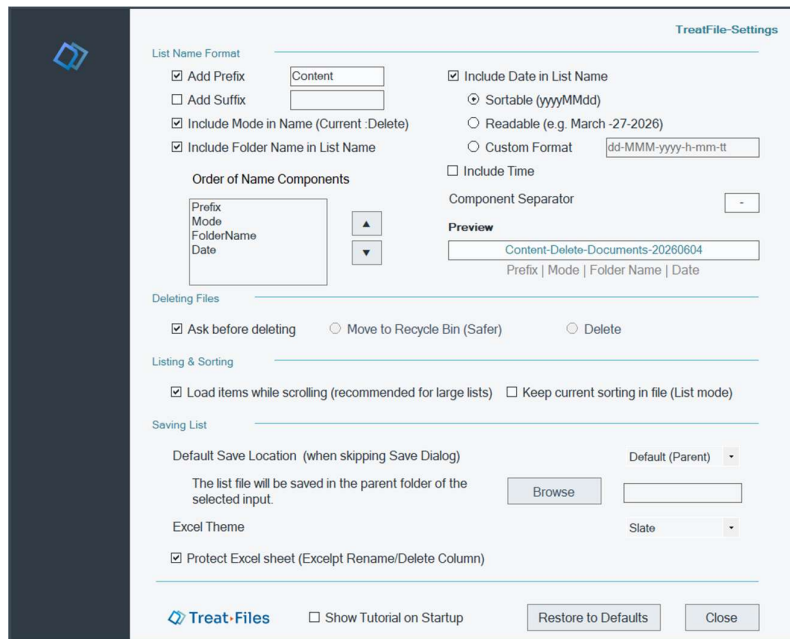 TreatFile-Settings
List Name Format
Add Prefix Content
Include Date in List Name
Add Suffix
Sortable (yyyyMMdd)
Include Mode in Name (Current :Delete)
Readable (e.g. March -27-2026)
Include Folder Name in List Name
Custom Format dd-MMM-yyyy-h-mm-tt
Include Time
Order of Name Components
Component Separator -
Prefix
Mode
FolderName
Date
Preview
Content-Delete-Documents-20260604
Prefix | Mode | Folder Name | Date
Deleting Files
Ask before deleting Move to Recycle Bin (Safer) Delete
Listing & Sorting
Load items while scrolling (recommended for large lists) Keep current sorting in file (List mode)
Saving List
Default Save Location (when skipping Save Dialog) Default (Parent)
The list file will be saved in the parent folder of the
selected input.
Browse
Excel Theme Slate
Protect Excel sheet (Excelpt Rename/Delete Column)
Treat·Files Show Tutorial on Startup Restore to Defaults Close